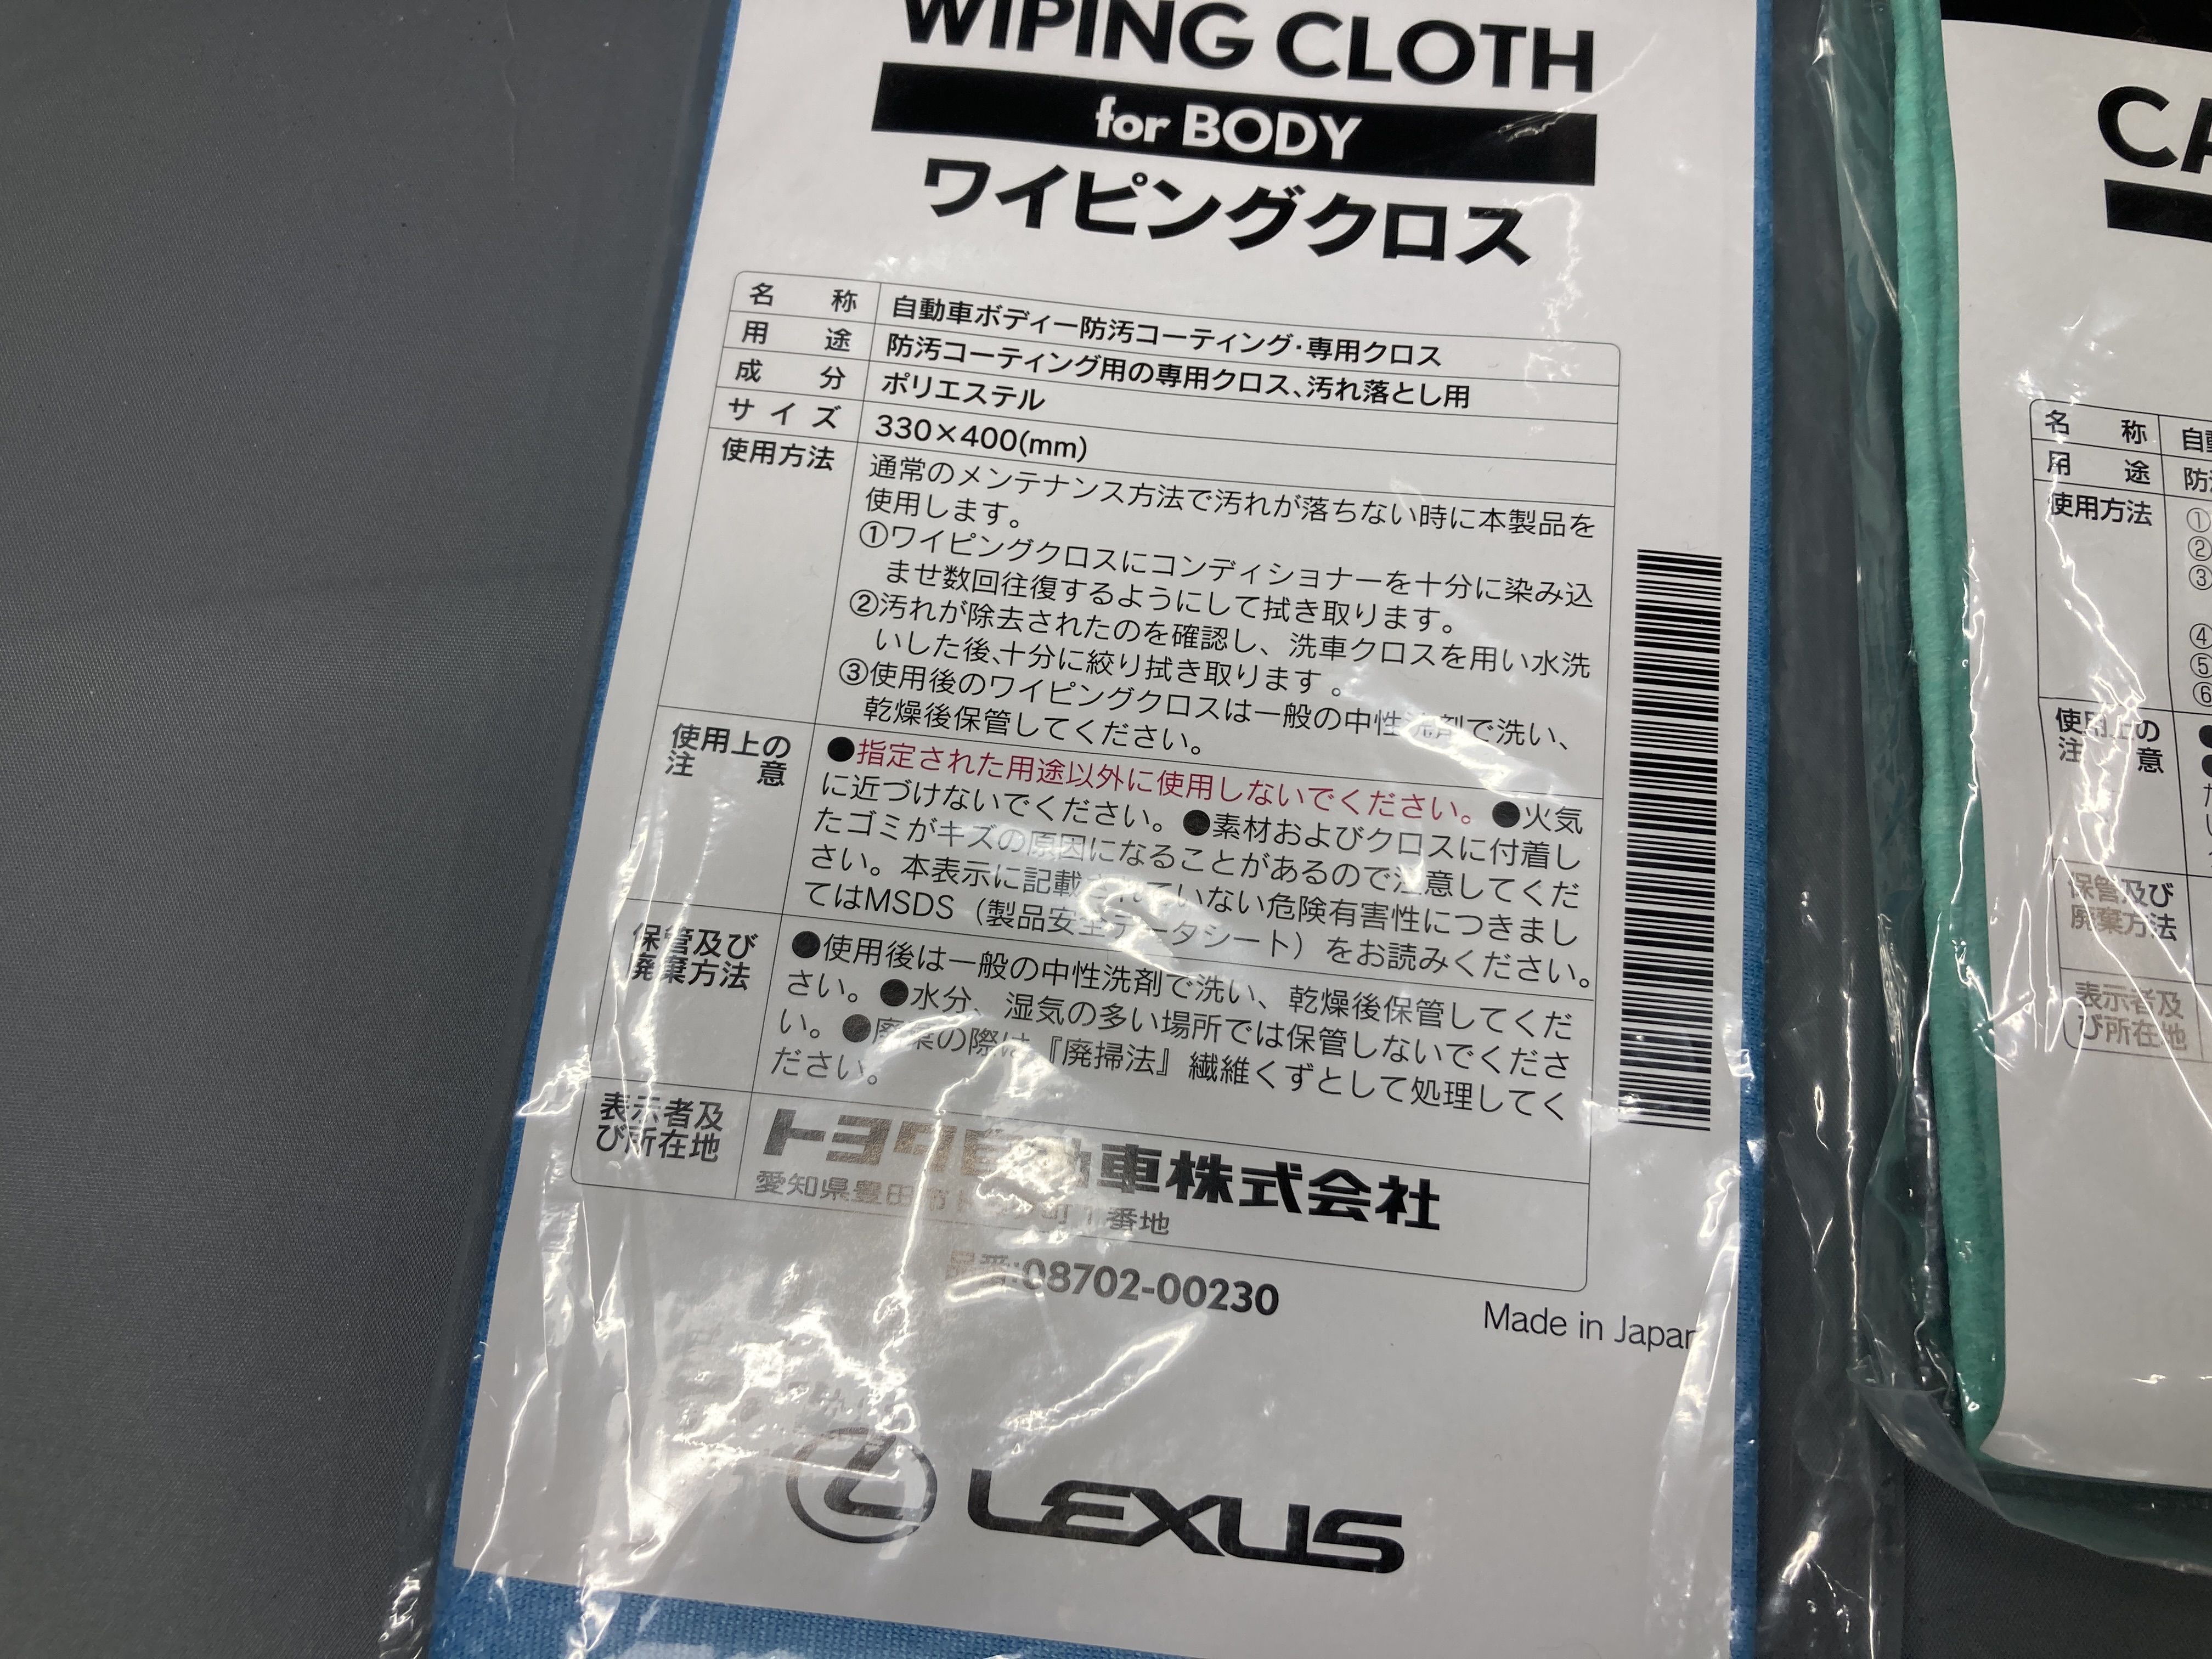 WIPING CLOTH
for BODY
ワイピングクロス
名称 自動車ボディー防汚コーティング・専用クロス
用途 防汚コーティング用の専用クロス、汚れ落とし用
成分 ポリエステル
サイズ 330×400(mm)
使用方法 通常のメンテナンス方法で汚れが落ちない時に本製品を
使用します。
①ワイピングクロスにコンディショナーを十分に染み込
ませ数回往復するようにして拭き取ります。
②汚れが除去されたのを確認し、洗車クロスを用い水洗
いした後、十分に絞り拭き取ります。
③使用後のワイピングクロスは一般の中性洗剤で洗い、
乾燥後保管してください。
使用上の
注意
●指定された用途以外に使用しないでください。●火気
に近づけないでください。●素材およびクロスに付着し
たゴミがキズの原因になることがあるので注意してくだ
さい。本表示に記載されていない危険有害性につきまし
てはMSDS（製品安全データシート）をお読みください。
保管及び
廃棄方法
●使用後は一般の中性洗剤で洗い、乾燥後保管してくだ
さい。●水分、湿気の多い場所では保管しないでくださ
い。●廃棄の際は『廃掃法』繊維くずとして処理してく
ださい。
表示者及
び所在地
トヨタ自動車株式会社
愛知県豊田市トヨタ町1番地
品番:08702-00230
Made in Japan
LEXUS
CA
名称 自動
用途 防汚
使用方法 ①
②
③
④
⑤
⑥
使用上の
注意
保管及び
廃棄方法
表示者及
び所在地